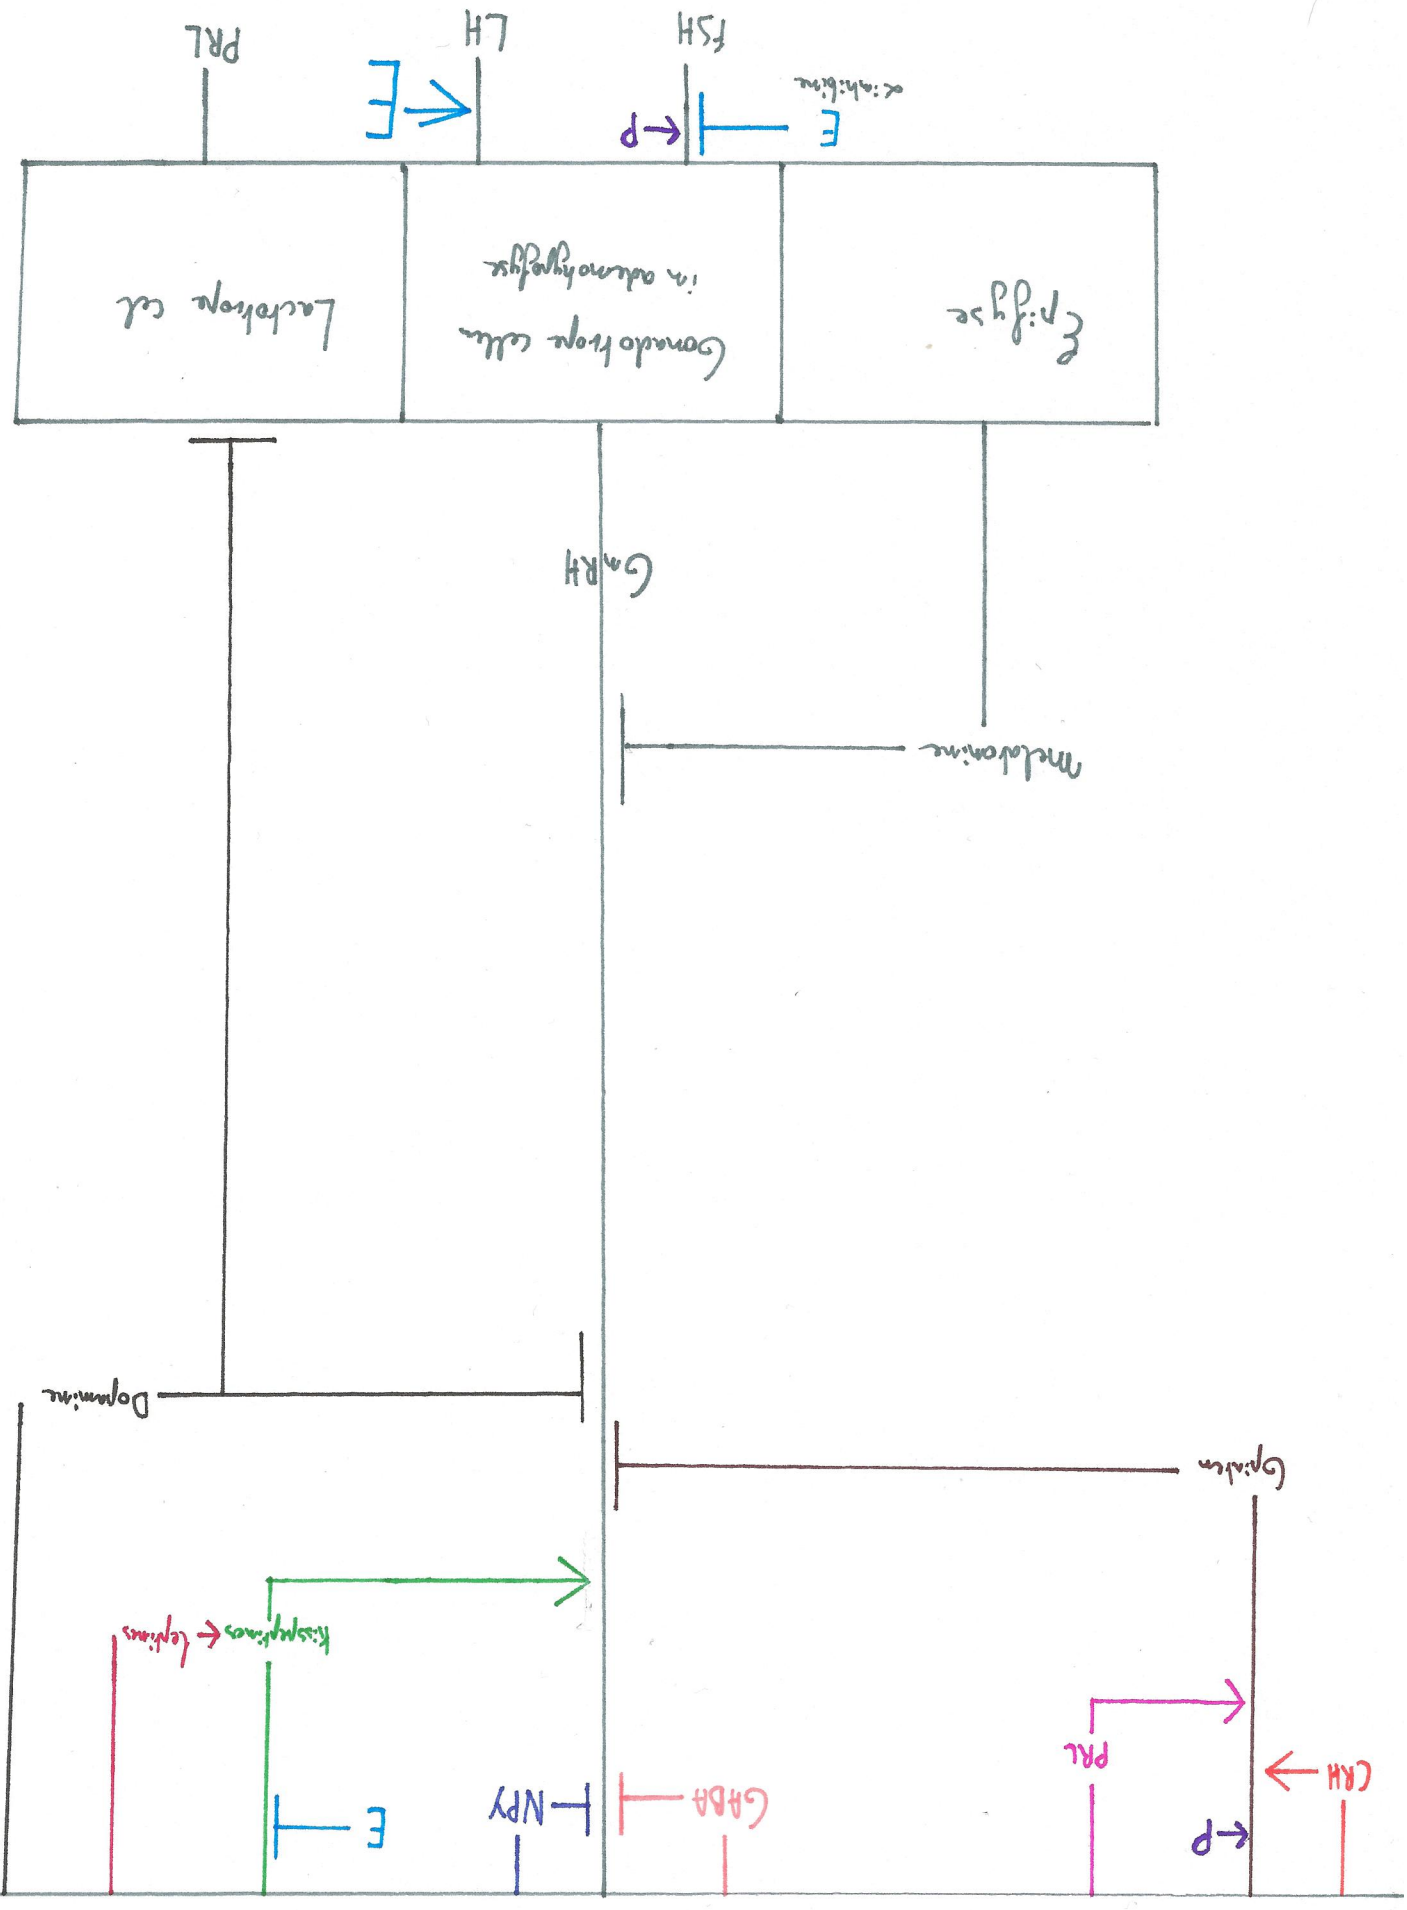 P
E
GABA
NPY
CRH
PRL
kisspeptines
leptines
Opiaten
Dopamine
Melatonine
GnRH
Epifyse
Gonadotrope cellen
in adenohypofyse
Lactotrope cel
E
α inhibine
P
E
FSH
LH
PRL